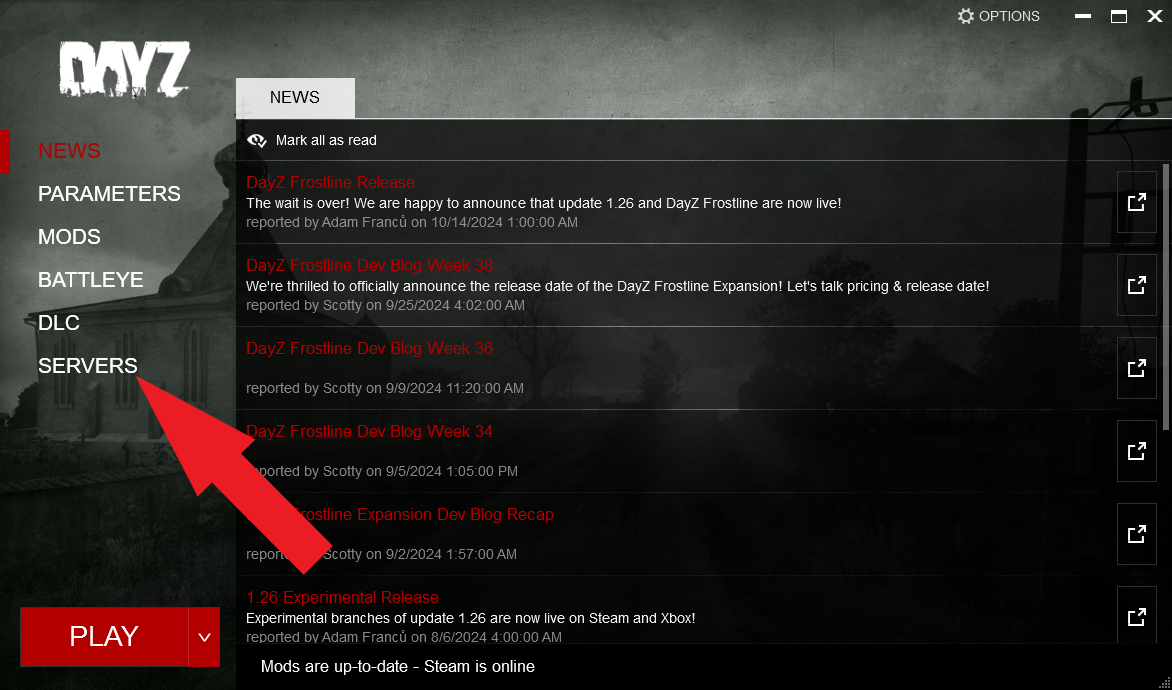 OPTIONS
DAYZ
NEWS
PARAMETERS
MODS
BATTLEYE
DLC
SERVERS
PLAY
NEWS
Mark all as read
DayZ Frostline Release
The wait is over! We are happy to announce that update 1.26 and DayZ Frostline are now live!
reported by Adam Franců on 10/14/2024 1:00:00 AM
DayZ Frostline Dev Blog Week 38
We're thrilled to officially announce the release date of the DayZ Frostline Expansion! Let's talk pricing & release date!
reported by Scotty on 9/25/2024 4:02:00 AM
DayZ Frostline Dev Blog Week 36
reported by Scotty on 9/9/2024 11:20:00 AM
DayZ Frostline Dev Blog Week 34
ported by Scotty on 9/5/2024 1:05:00 PM
rostline Expansion Dev Blog Recap
report Scotty on 9/2/2024 1:57:00 AM
1.26 Experimental Release
Experimental branches of update 1.26 are now live on Steam and Xbox!
reported by Adam Franců on 8/6/2024 4:00:00 AM
Mods are up-to-date - Steam is online